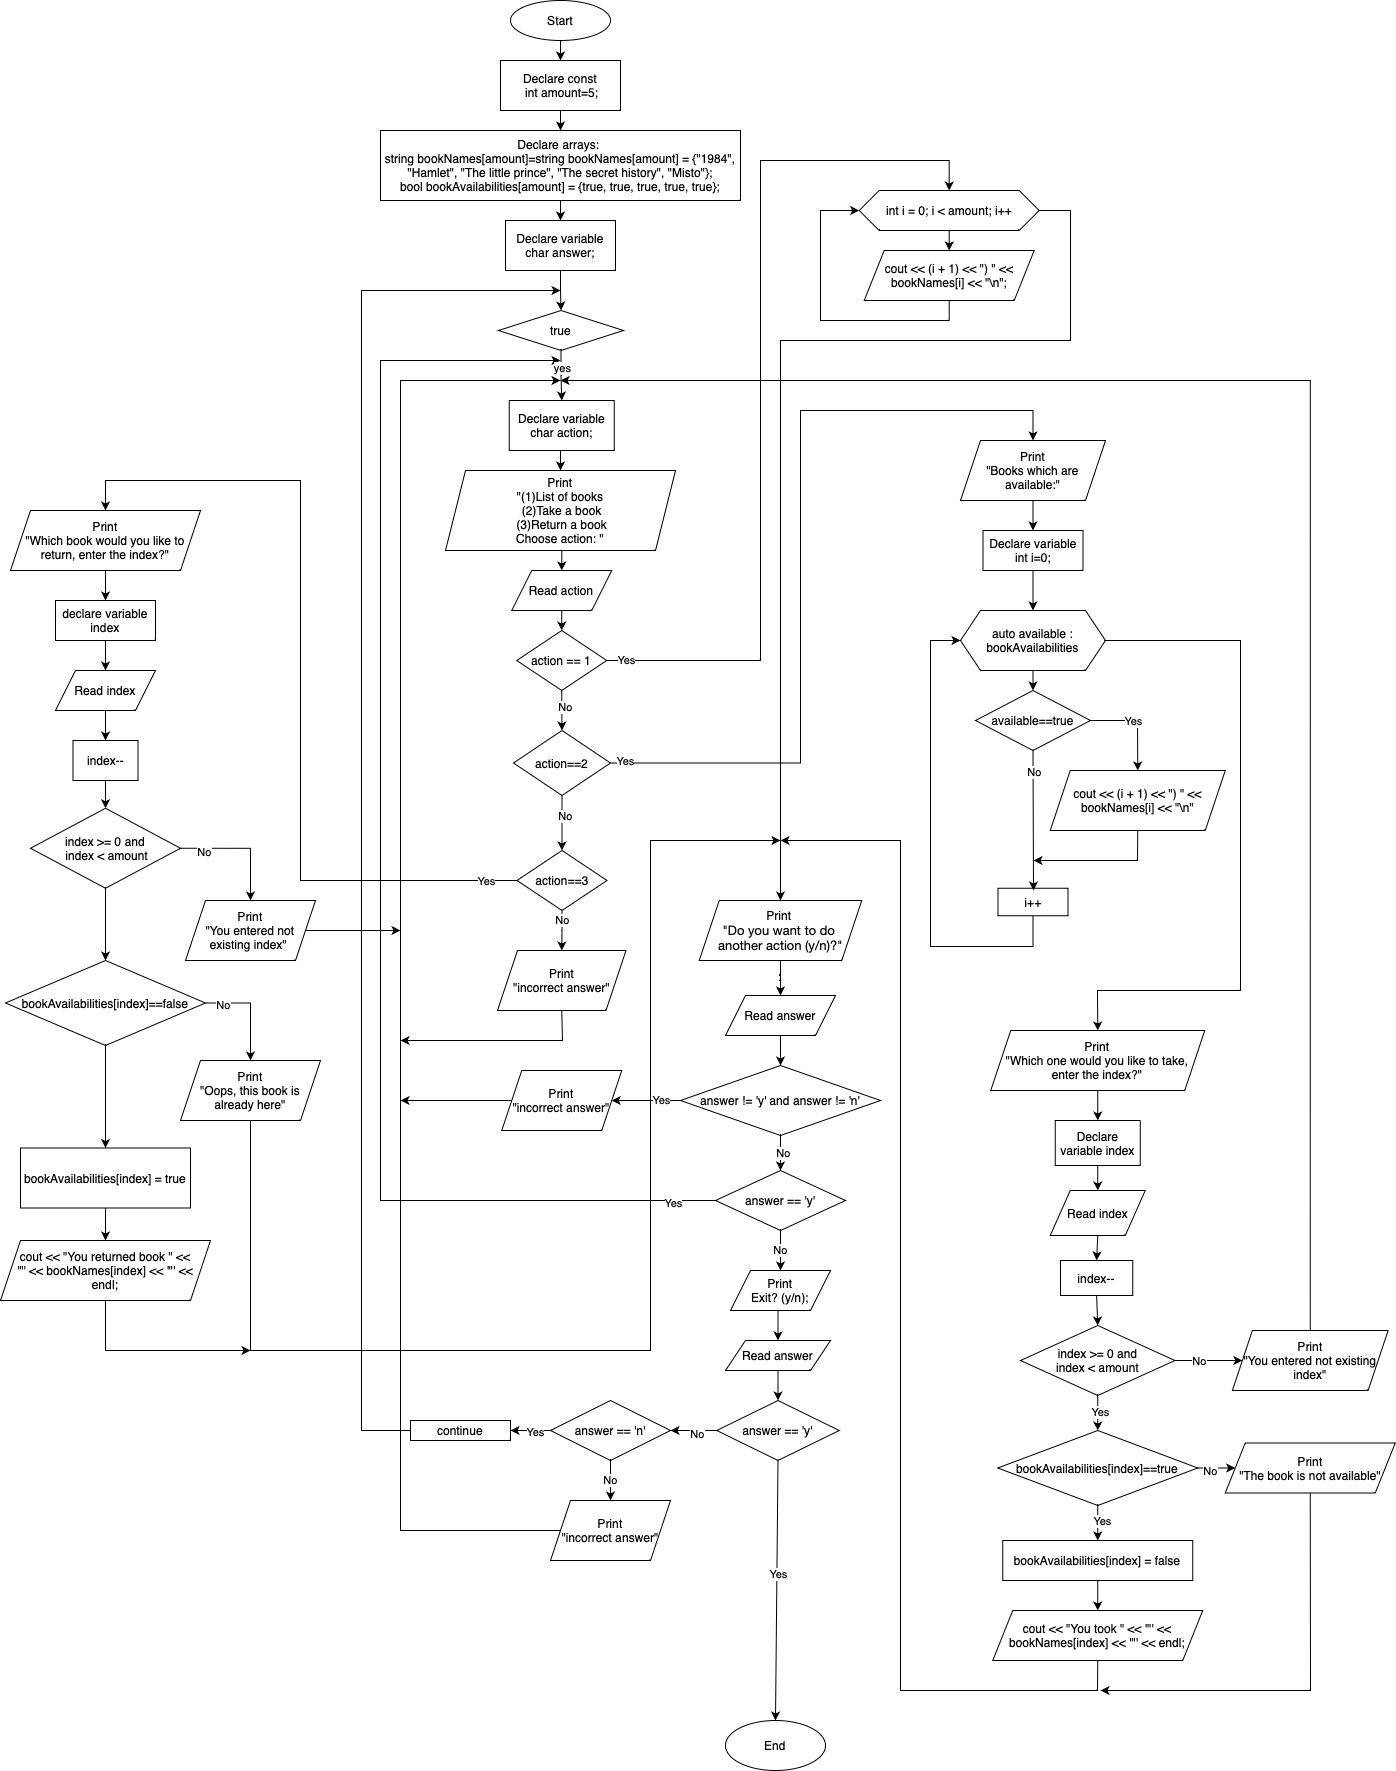 Start
Declare const
int amount=5;
Declare arrays:
string bookNames[amount]=string bookNames[amount] = {"1984",
"Hamlet", "The little prince", "The secret history", "Misto"};
bool bookAvailabilities[amount] = {true, true, true, true, true};
Declare variable
char answer;
true
yes
Declare variable
char action;
Print
"(1)List of books
(2)Take a book
(3)Return a book
Choose action: "
Read action
action == 1
Yes
No
action==2
Yes
No
action==3
Yes
No
Print
"incorrect answer"
int i = 0; i < amount; i++
cout << (i + 1) << ") " <<
bookNames[i] << "\n";
Print
"Books which are
available:"
Declare variable
int i=0;
auto available :
bookAvailabilities
available==true
Yes
No
cout << (i + 1) << ") " <<
bookNames[i] << "\n"
i++
Print
"Which one would you like to take,
enter the index?"
Declare
variable index
Read index
index--
index >= 0 and
index < amount
No
Print
"You entered not existing
index"
Yes
bookAvailabilities[index]==true
No
Print
"The book is not available"
Yes
bookAvailabilities[index] = false
cout << "You took " << '"' <<
bookNames[index] << '"' << endl;
Print
"Which book would you like to
return, enter the index?"
declare variable
index
Read index
index--
index >= 0 and
index < amount
No
Print
"You entered not
existing index"
bookAvailabilities[index]==false
No
Print
"Oops, this book is
already here"
bookAvailabilities[index] = true
cout << "You returned book " <<
'"' << bookNames[index] << '"' <<
endl;
Print
"Do you want to do
another action (y/n)?"
Read answer
answer != 'y' and answer != 'n'
Yes
Print
"incorrect answer"
No
answer == 'y'
Yes
No
Print
Exit? (y/n);
Read answer
answer == 'y'
No
answer == 'n'
Yes
continue
No
Print
"incorrect answer"
Yes
End